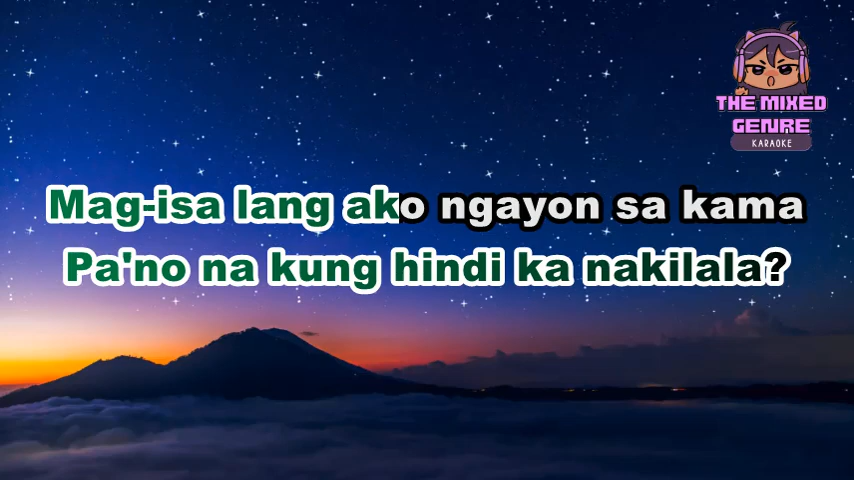 THE MIXED
GENRE
KARAOKE
Mag-isa lang ako ngayon sa kama
Pa'no na kung hindi ka nakilala?